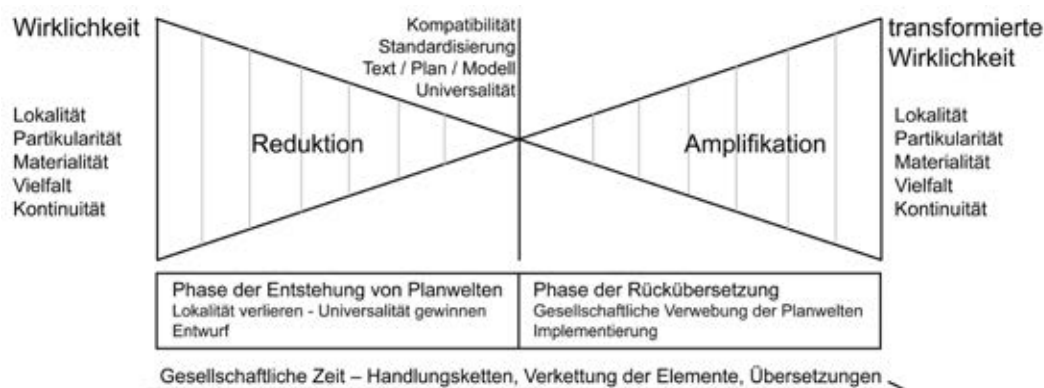 Wirklichkeit
Lokalität
Partikularität
Materialität
Vielfalt
Kontinuität
Reduktion
Kompatibilität
Standardisierung
Text / Plan / Modell
Universalität
Amplifikation
transformierte
Wirklichkeit
Lokalität
Partikularität
Materialität
Vielfalt
Kontinuität
Phase der Entstehung von Planwelten
Lokalität verlieren - Universalität gewinnen
Entwurf
Phase der Rückübersetzung
Gesellschaftliche Verwebung der Planwelten
Implementierung
Gesellschaftliche Zeit – Handlungsketten, Verkettung der Elemente, Übersetzungen